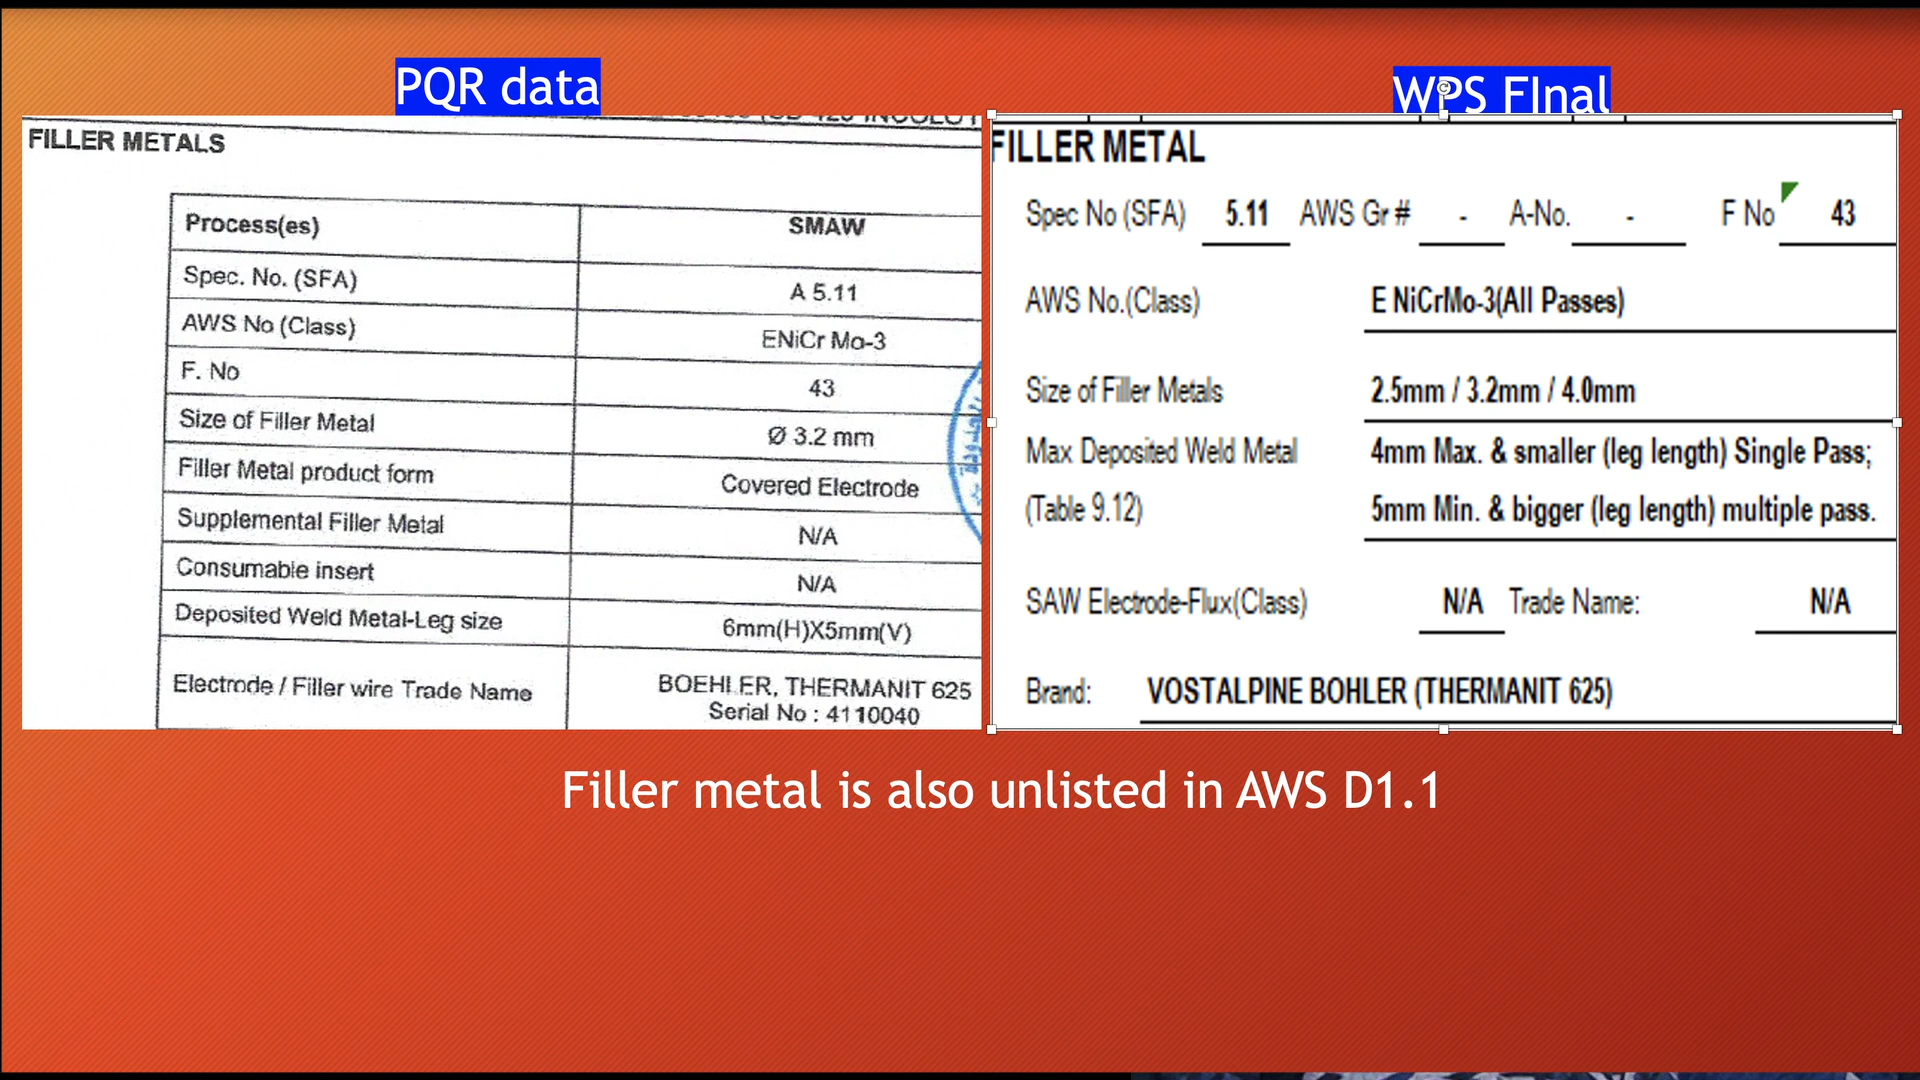 PQR data
WPS FInal
FILLER METALS
Process(es) SMAW
Spec. No. (SFA) A 5.11
AWS No (Class) ENiCr Mo-3
F. No 43
Size of Filler Metal Ø 3.2 mm
Filler Metal product form Covered Electrode
Supplemental Filler Metal N/A
Consumable insert N/A
Deposited Weld Metal-Leg size 6mm(H)X5mm(V)
Electrode / Filler wire Trade Name BOEHLER, THERMANIT 625
Serial No : 4110040
FILLER METAL
Spec No (SFA) 5.11 AWS Gr # - A-No. - F No 43
AWS No.(Class) E NiCrMo-3(All Passes)
Size of Filler Metals 2.5mm / 3.2mm / 4.0mm
Max Deposited Weld Metal 4mm Max. & smaller (leg length) Single Pass;
(Table 9.12) 5mm Min. & bigger (leg length) multiple pass.
SAW Electrode-Flux(Class) N/A Trade Name: N/A
Brand: VOSTALPINE BOHLER (THERMANIT 625)
Filler metal is also unlisted in AWS D1.1